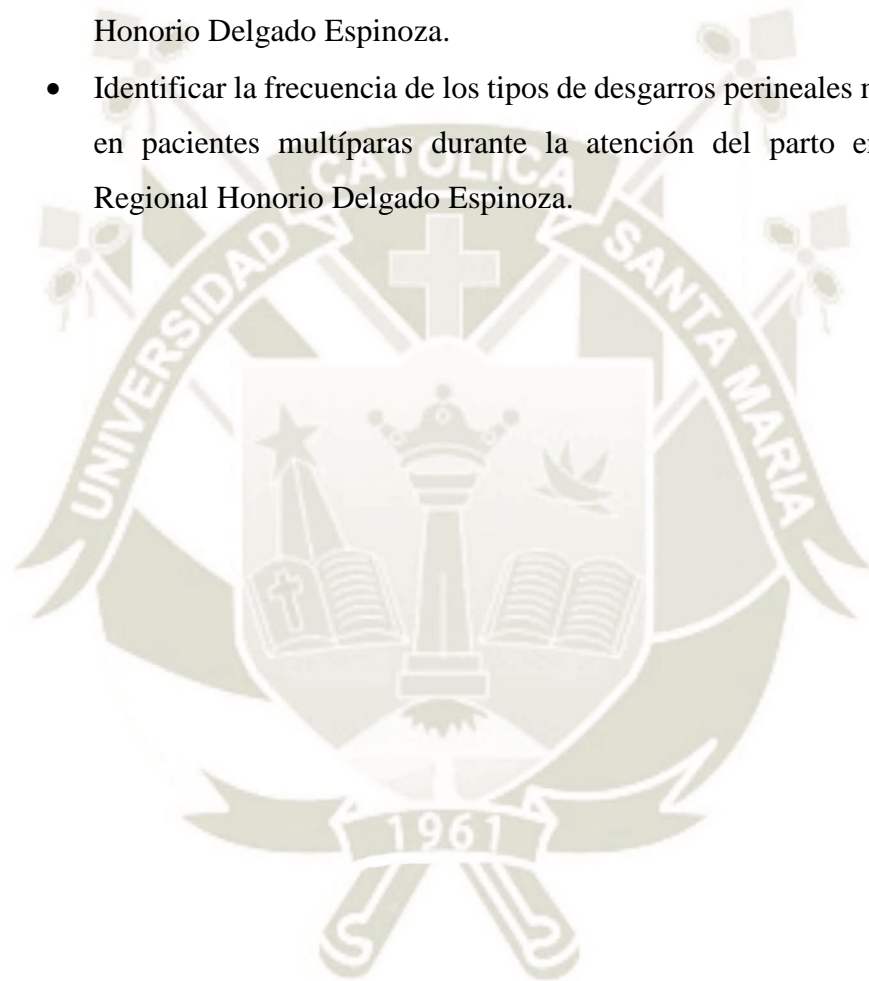 Honorio Delgado Espinoza.
• Identificar la frecuencia de los tipos de desgarros perineales
en pacientes multíparas durante la atención del parto
Regional Honorio Delgado Espinoza.
UNIVERSIDAD CATOLICA SANTA MARIA
1961